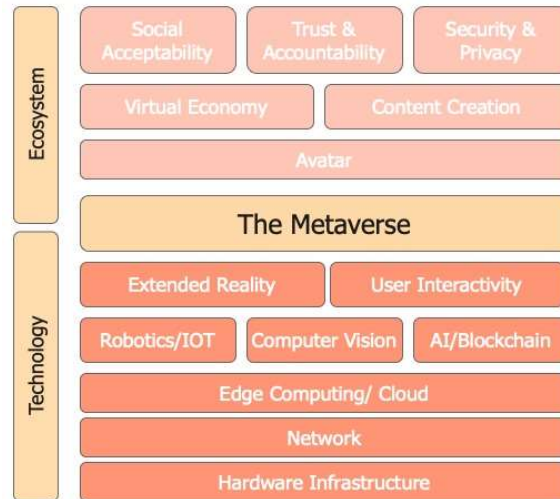 Ecosystem
Social
Acceptability
Trust &
Accountability
Security &
Privacy
Virtual Economy
Content Creation
Avatar
The Metaverse
Technology
Extended Reality
User Interactivity
Robotics/IOT
Computer Vision
AI/Blockchain
Edge Computing/ Cloud
Network
Hardware Infrastructure